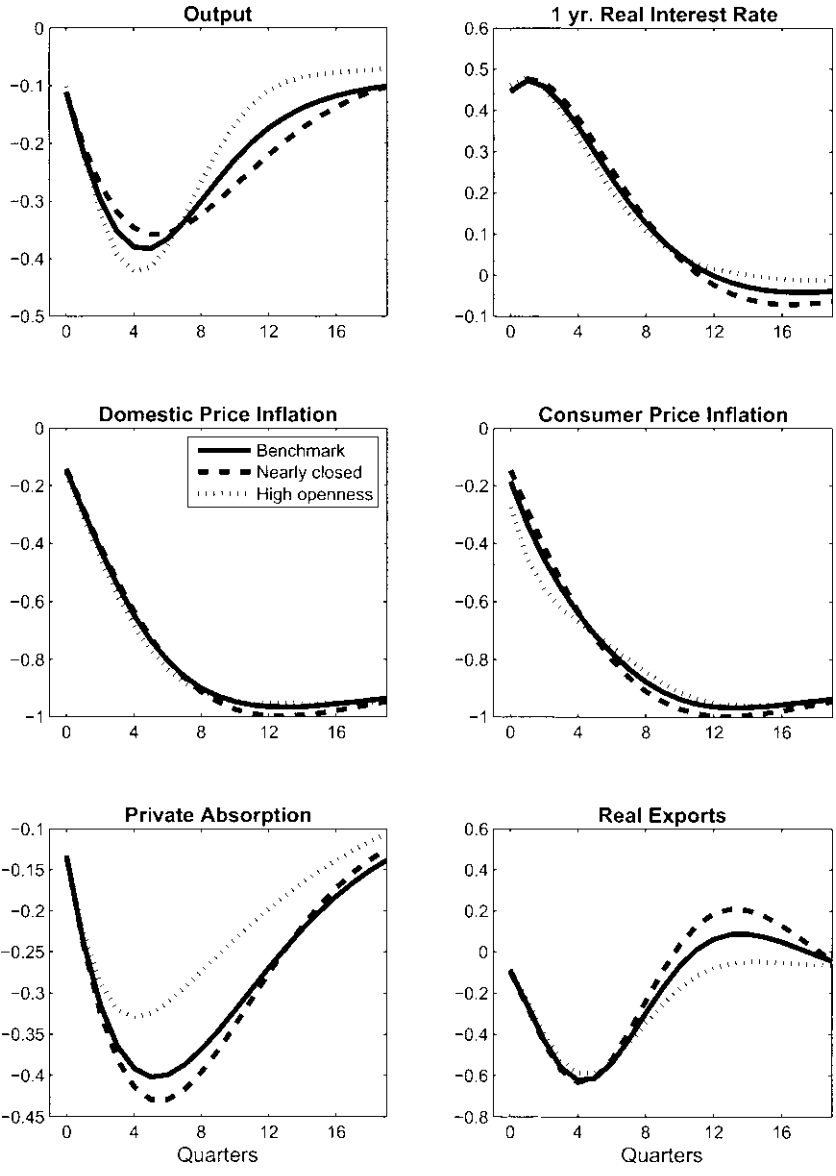 Output
0
−0.1
−0.2
−0.3
−0.4
−0.5
0 4 8 12 16
1 yr. Real Interest Rate
0.6
0.5
0.4
0.3
0.2
0.1
0
−0.1
0 4 8 12 16
Domestic Price Inflation
0
−0.2
−0.4
−0.6
−0.8
−1
Benchmark
Nearly closed
High openness
0 4 8 12 16
Consumer Price Inflation
0
−0.2
−0.4
−0.6
−0.8
−1
0 4 8 12 16
Private Absorption
−0.1
−0.15
−0.2
−0.25
−0.3
−0.35
−0.4
−0.45
0 4 8 12 16
Quarters
Real Exports
0.6
0.4
0.2
0
−0.2
−0.4
−0.6
−0.8
0 4 8 12 16
Quarters